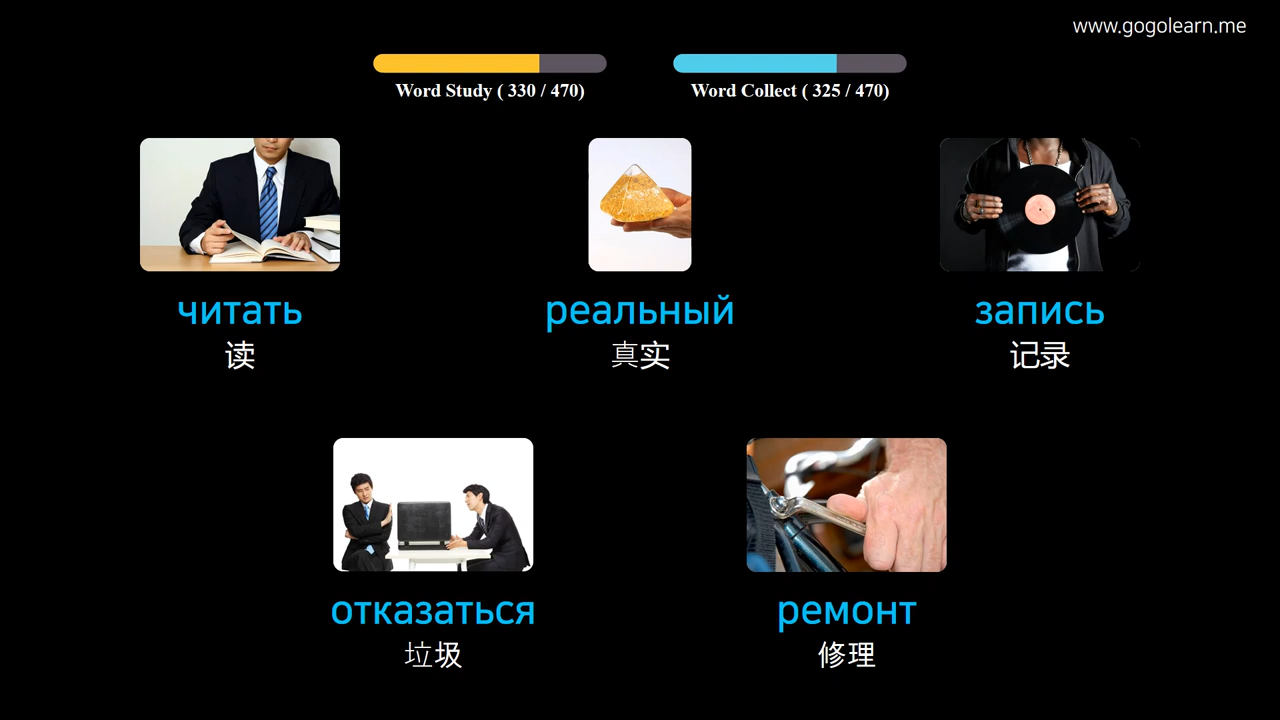 www.gogolearn.me
Word Study ( 330 / 470)
Word Collect ( 325 / 470)
читать
读
реальный
真实
запись
记录
отказаться
垃圾
ремонт
修理